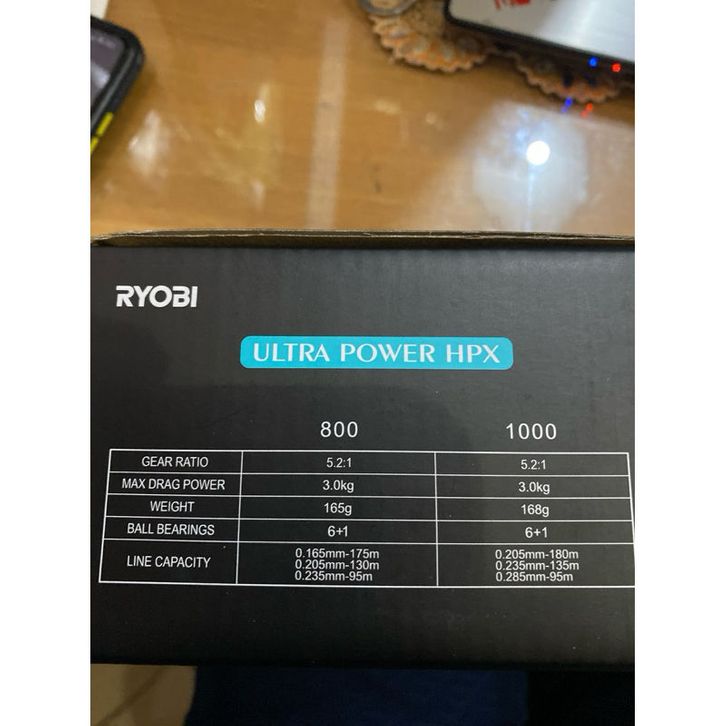 RYOBI
ULTRA POWER HPX
800 1000
GEAR RATIO 5.2:1 5.2:1
MAX DRAG POWER 3.0kg 3.0kg
WEIGHT 165g 168g
BALL BEARINGS 6+1 6+1
LINE CAPACITY 0.165mm-175m 0.205mm-180m
0.205mm-130m 0.235mm-135m
0.235mm-95m 0.285mm-95m